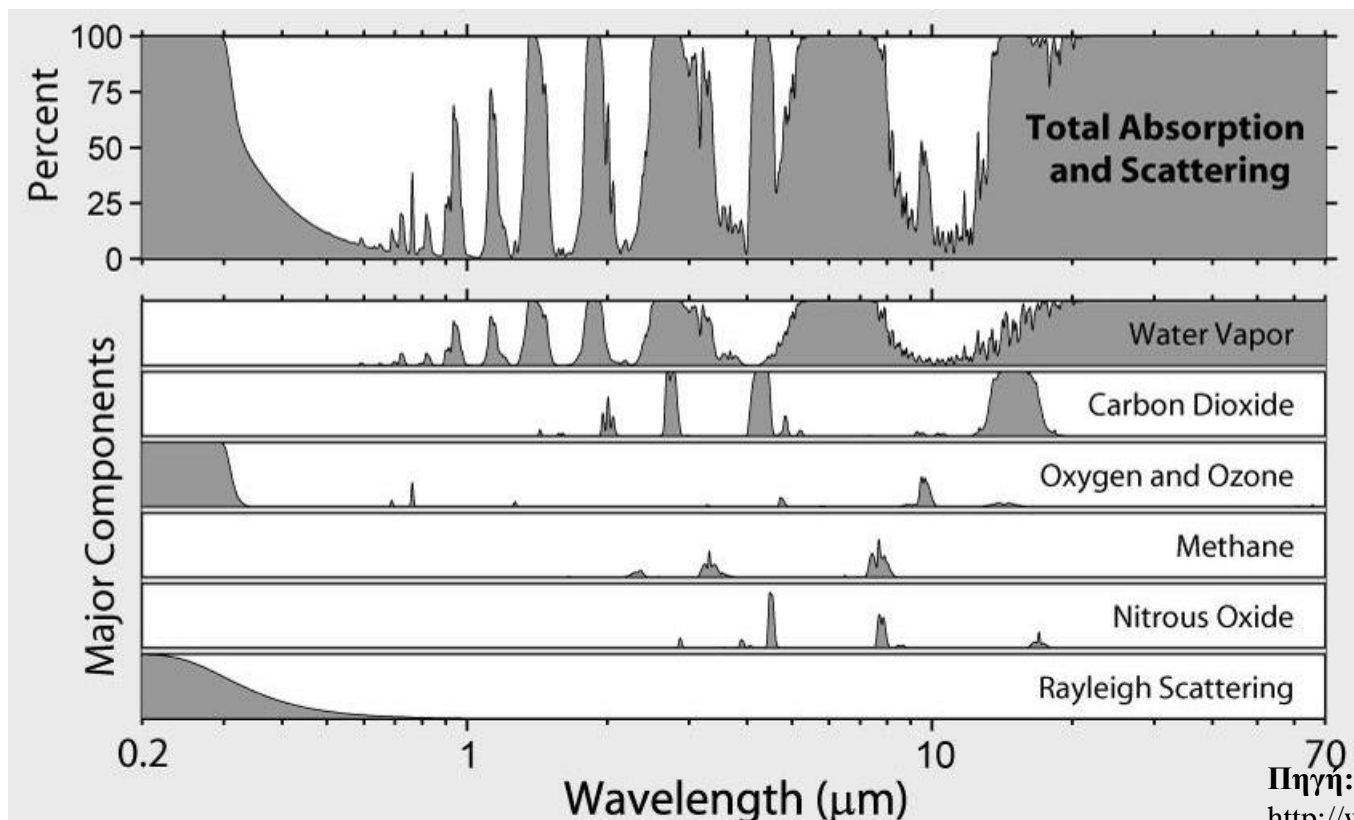 100
75
50
25
0
Percent
Total Absorption
and Scattering
Major Components
Water Vapor
Carbon Dioxide
Oxygen and Ozone
Methane
Nitrous Oxide
Rayleigh Scattering
0.2 1 10 70
Wavelength (μm)
Πηγή: